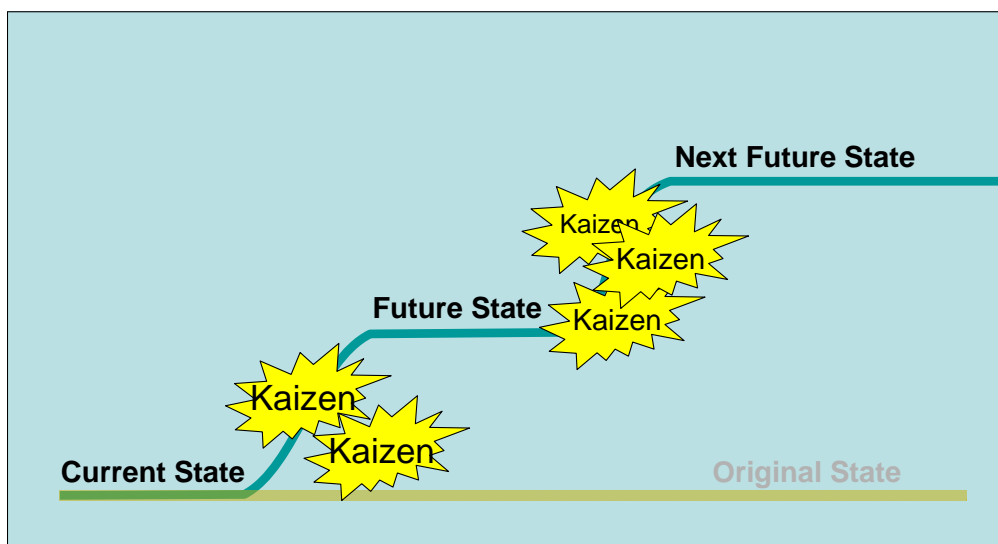 Next Future State
Kaizen
Kaizen
Future State
Kaizen
Kaizen
Kaizen
Current State
Original State